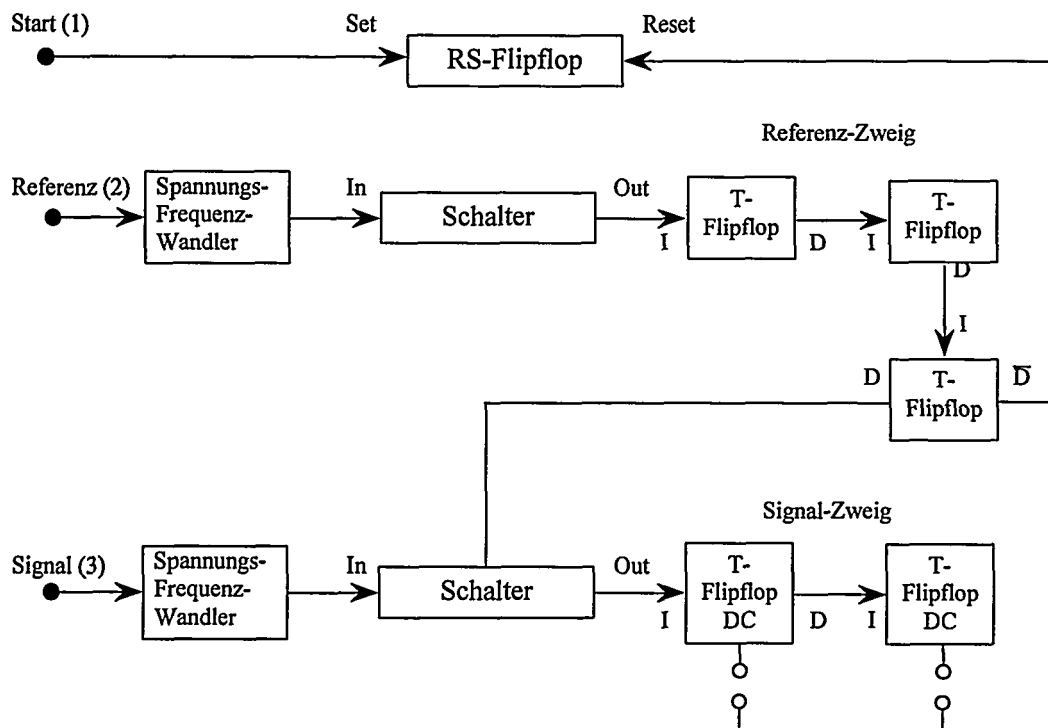 Start (1)
Set
RS-Flipflop
Reset
Referenz-Zweig
Referenz (2)
Spannungs-
Frequenz-
Wandler
In
Schalter
Out
I
T-
Flipflop
D
I
T-
Flipflop
D
I
D
T-
Flipflop
D̅
Signal-Zweig
Signal (3)
Spannungs-
Frequenz-
Wandler
In
Schalter
Out
I
T-
Flipflop
DC
D
I
T-
Flipflop
DC